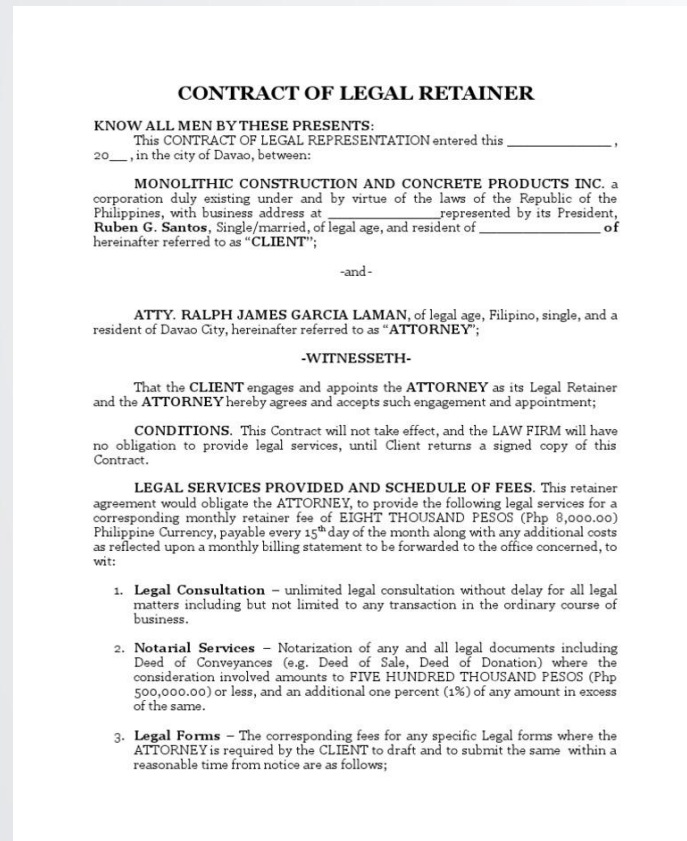 CONTRACT OF LEGAL RETAINER
KNOW ALL MEN BY THESE PRESENTS:
This CONTRACT OF LEGAL REPRESENTATION entered this ______________ ,
20__ , in the city of Davao, between:
MONOLITHIC CONSTRUCTION AND CONCRETE PRODUCTS INC. a
corporation duly existing under and by virtue of the laws of the Republic of the
Philippines, with business address at _______________represented by its President,
Ruben G. Santos, Single/married, of legal age, and resident of ________________ of
hereinafter referred to as “CLIENT”;
-and-
ATTY. RALPH JAMES GARCIA LAMAN, of legal age, Filipino, single, and a
resident of Davao City, hereinafter referred to as “ATTORNEY”;
-WITNESSETH-
That the CLIENT engages and appoints the ATTORNEY as its Legal Retainer
and the ATTORNEY hereby agrees and accepts such engagement and appointment;
CONDITIONS. This Contract will not take effect, and the LAW FIRM will have
no obligation to provide legal services, until Client returns a signed copy of this
Contract.
LEGAL SERVICES PROVIDED AND SCHEDULE OF FEES. This retainer
agreement would obligate the ATTORNEY, to provide the following legal services for a
corresponding monthly retainer fee of EIGHT THOUSAND PESOS (Php 8,000.00)
Philippine Currency, payable every 15th day of the month along with any additional costs
as reflected upon a monthly billing statement to be forwarded to the office concerned, to
wit:
1. Legal Consultation – unlimited legal consultation without delay for all legal
matters including but not limited to any transaction in the ordinary course of
business.
2. Notarial Services – Notarization of any and all legal documents including
Deed of Conveyances (e.g. Deed of Sale, Deed of Donation) where the
consideration involved amounts to FIVE HUNDRED THOUSAND PESOS (Php
500,000.00) or less, and an additional one percent (1%) of any amount in excess
of the same.
3. Legal Forms – The corresponding fees for any specific Legal forms where the
ATTORNEY is required by the CLIENT to draft and to submit the same within a
reasonable time from notice are as follows;